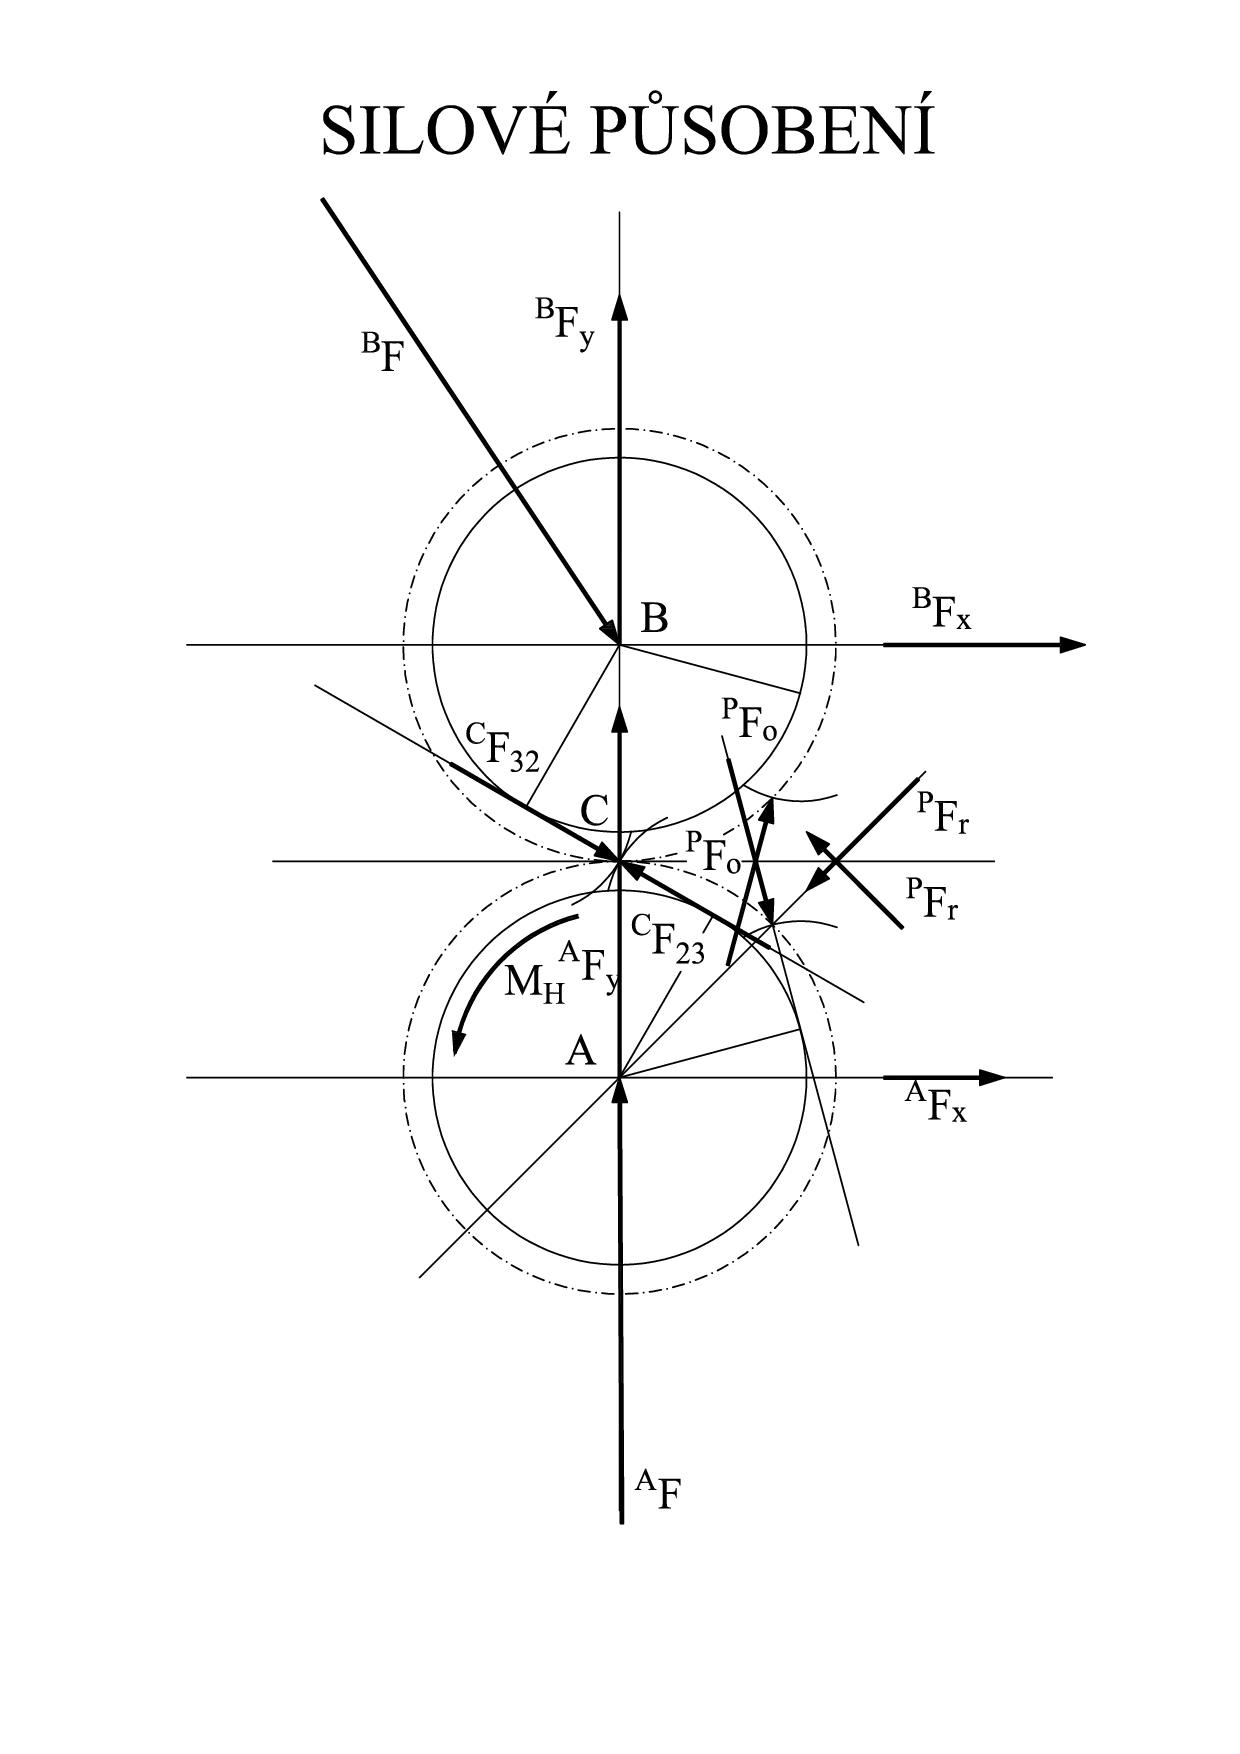 SILOVÉ PŮSOBENÍ
BFy
BF
BFx
B
PFo
CF32
C
PFr
PFo
PFr
CF23
AFy
MH
A
AFx
AF